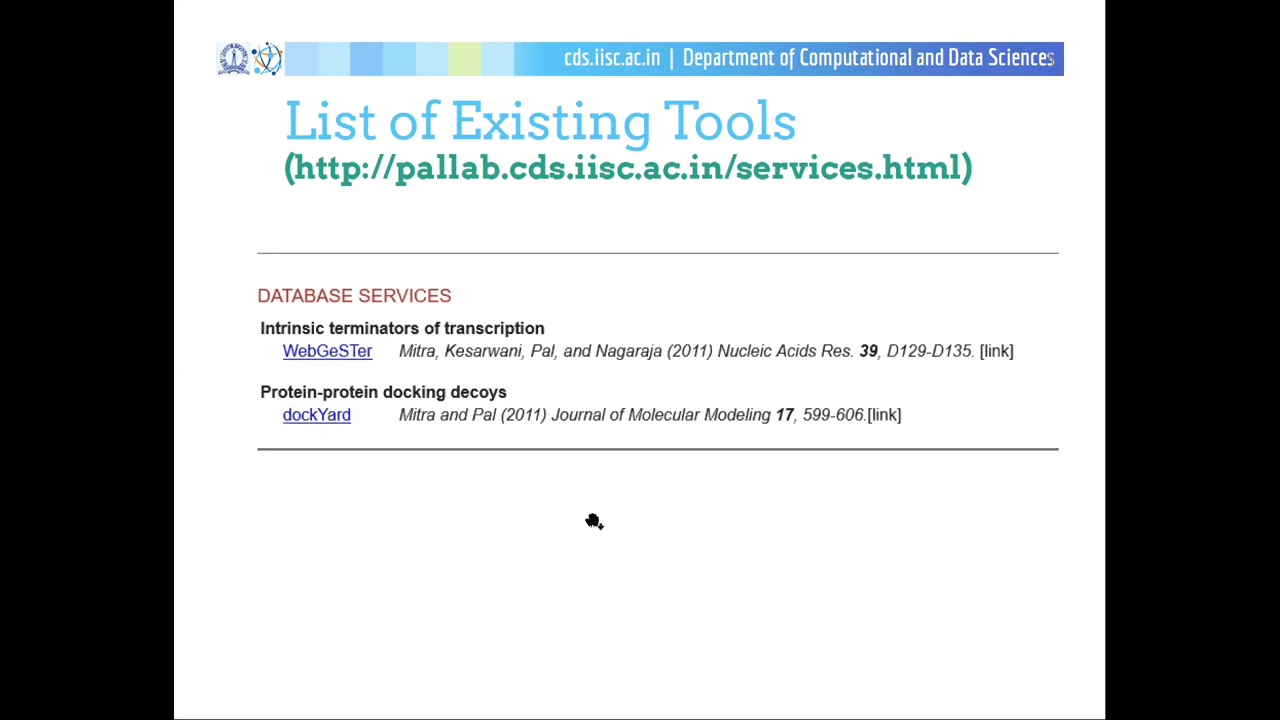 cds.iisc.ac.in | Department of Computational and Data Sciences
List of Existing Tools
(http://pallab.cds.iisc.ac.in/services.html)
DATABASE SERVICES
Intrinsic terminators of transcription
WebGeSTer Mitra, Kesarwani, Pal, and Nagaraja (2011) Nucleic Acids Res. 39, D129-D135. [link]
Protein-protein docking decoys
dockYard Mitra and Pal (2011) Journal of Molecular Modeling 17, 599-606.[link]